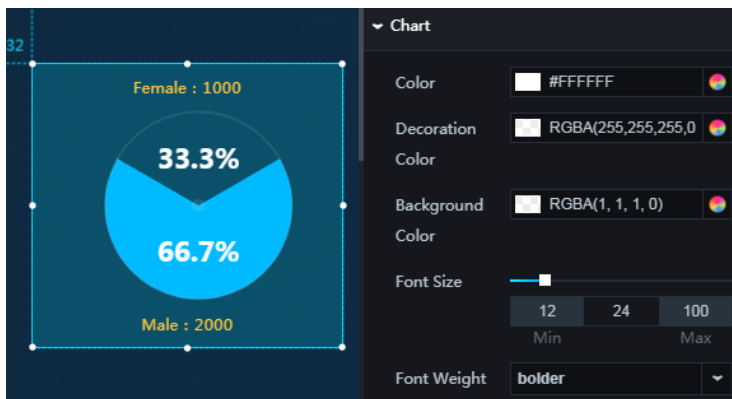 32
Female : 1000
33.3%
66.7%
Male : 2000
Chart
Color
#FFFFFF
Decoration
Color
RGBA(255,255,255,0
Background
Color
RGBA(1, 1, 1, 0)
Font Size
12 24 100
Min Max
Font Weight
bolder